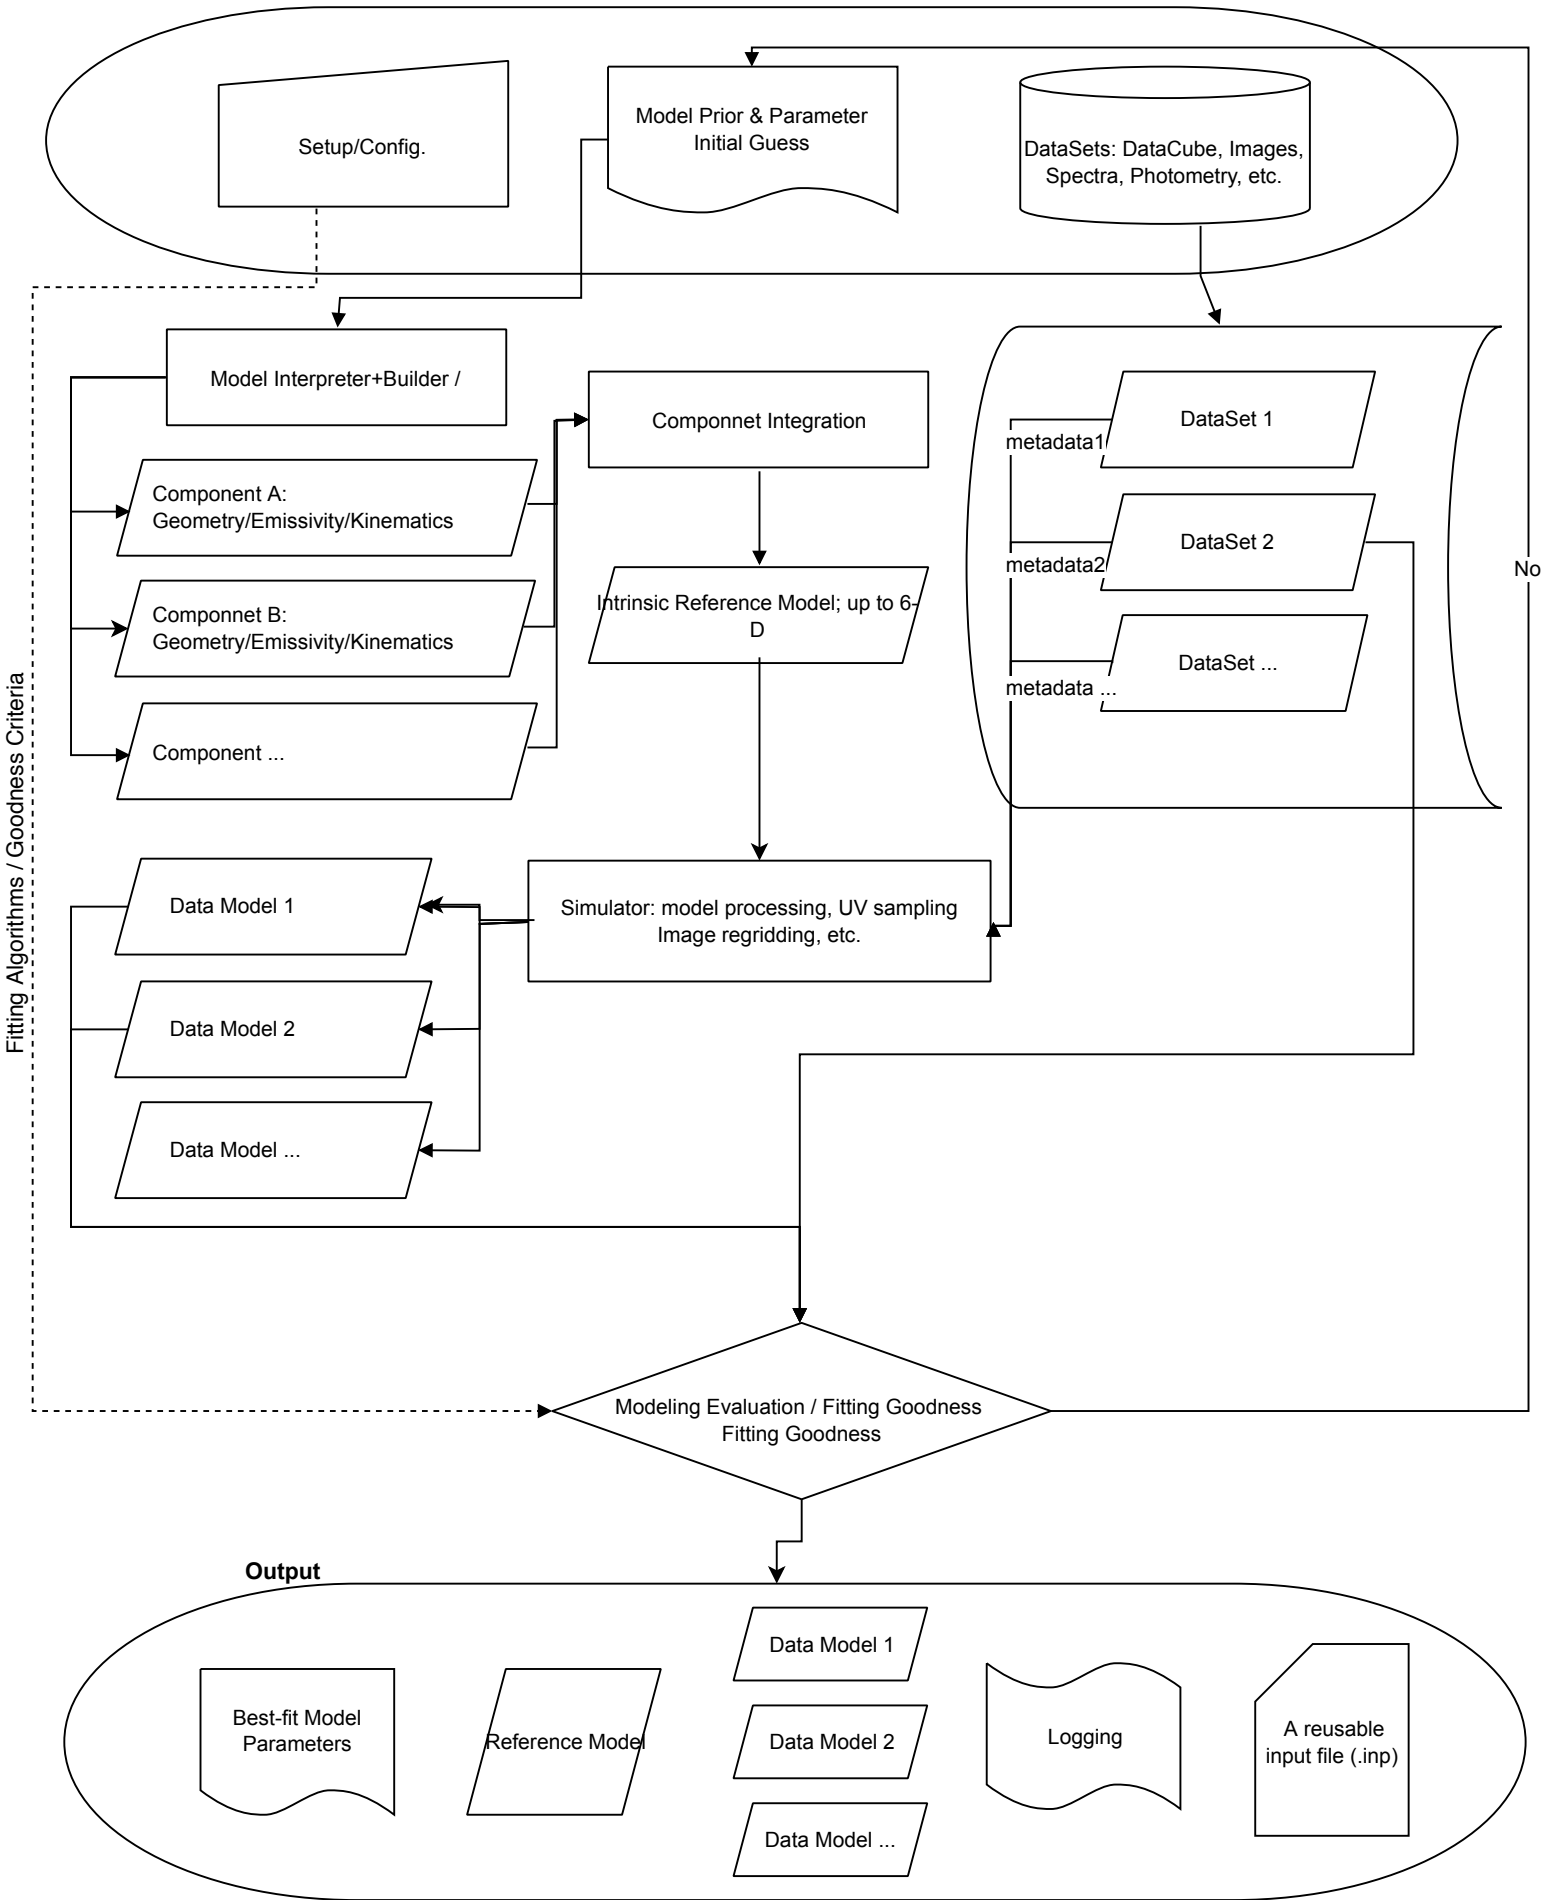 Setup/Config.
Model Prior & Parameter
Initial Guess
DataSets: DataCube, Images,
Spectra, Photometry, etc.
Model Interpreter+Builder /
Componnet Integration
DataSet 1
metadata1
Component A:
Geometry/Emissivity/Kinematics
DataSet 2
metadata2
No
Intrinsic Reference Model; up to 6-
D
Componnet B:
Geometry/Emissivity/Kinematics
DataSet ...
metadata ...
Component ...
Fitting Algorithms / Goodness Criteria
Data Model 1
Simulator: model processing, UV sampling
Image regridding, etc.
Data Model 2
Data Model ...
Modeling Evaluation / Fitting Goodness
Fitting Goodness
Output
Best-fit Model
Parameters
Reference Model
Data Model 1
Data Model 2
Data Model ...
Logging
A reusable
input file (.inp)